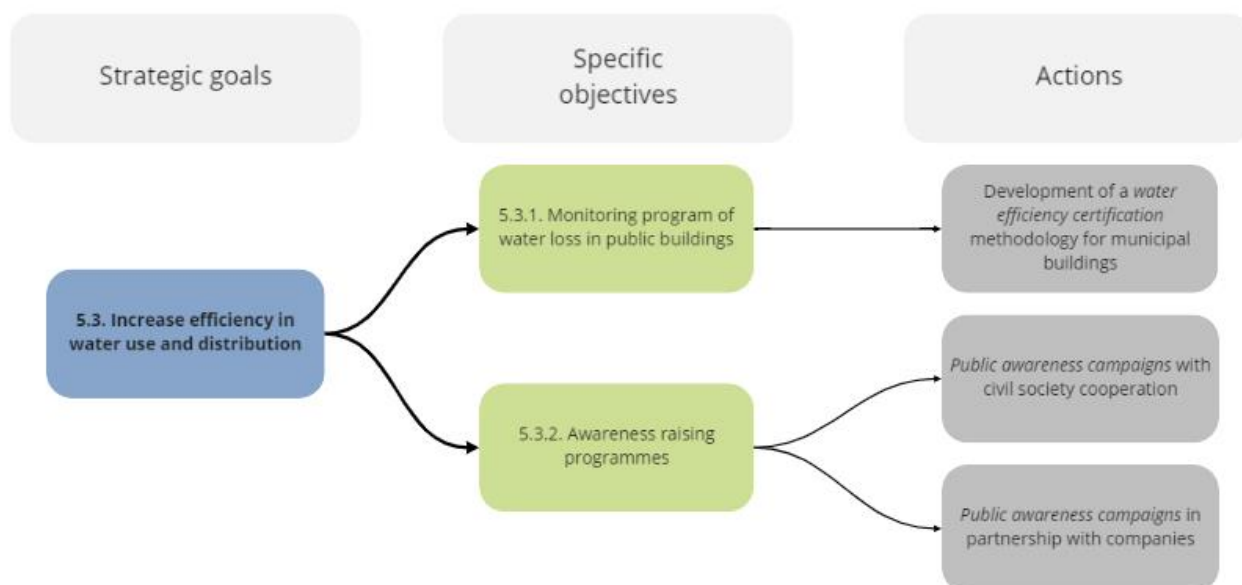 Strategic goals
Specific
objectives
Actions
5.3. Increase efficiency in
water use and distribution
5.3.1. Monitoring program of
water loss in public buildings
5.3.2. Awareness raising
programmes
Development of a water
efficiency certification
methodology for municipal
buildings
Public awareness campaigns with
civil society cooperation
Public awareness campaigns in
partnership with companies